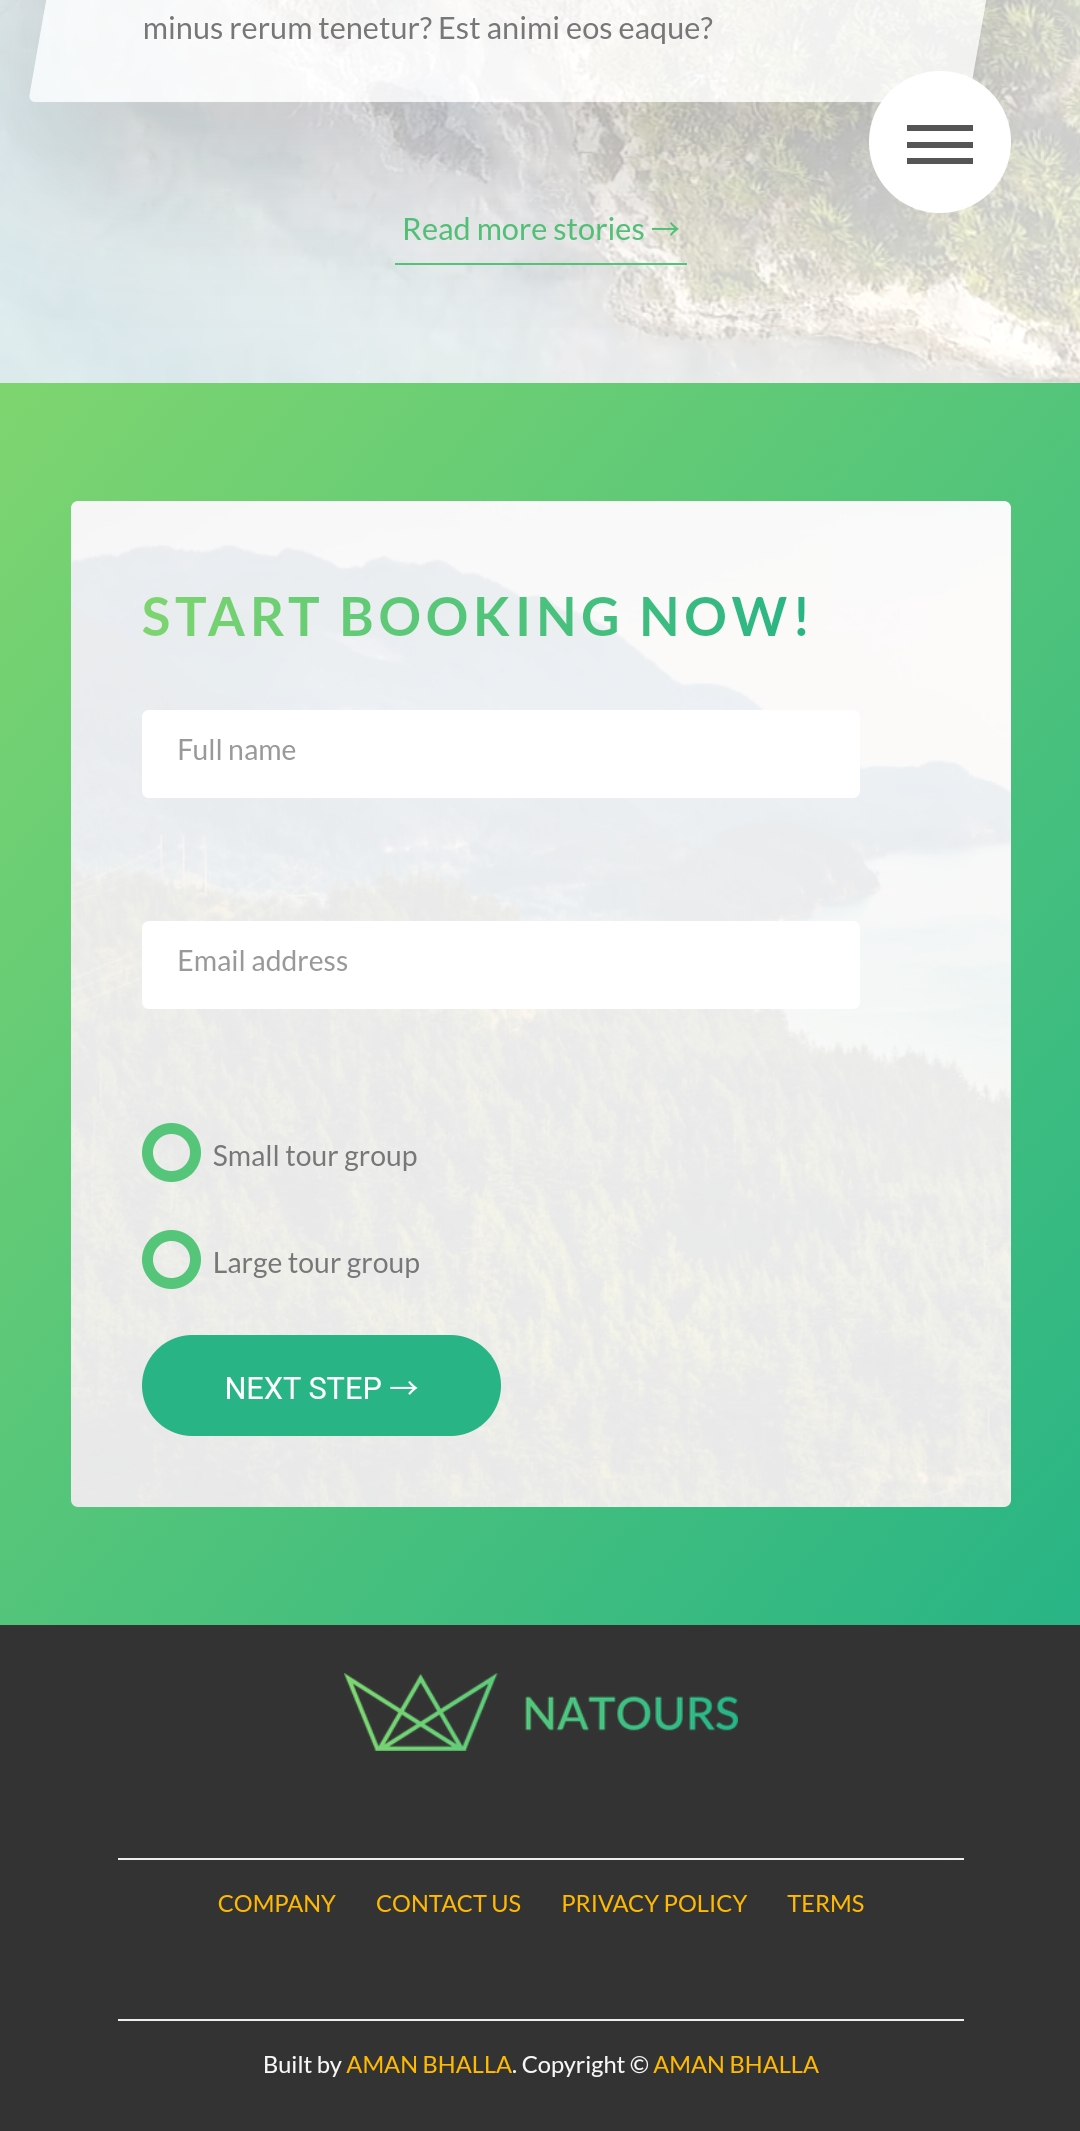 minus rerum tenetur? Est animi eos eaque?
Read more stories →
START BOOKING NOW!
Full name
Email address
Small tour group
Large tour group
NEXT STEP →
NATOURS
COMPANY CONTACT US PRIVACY POLICY TERMS
Built by AMAN BHALLA. Copyright © AMAN BHALLA